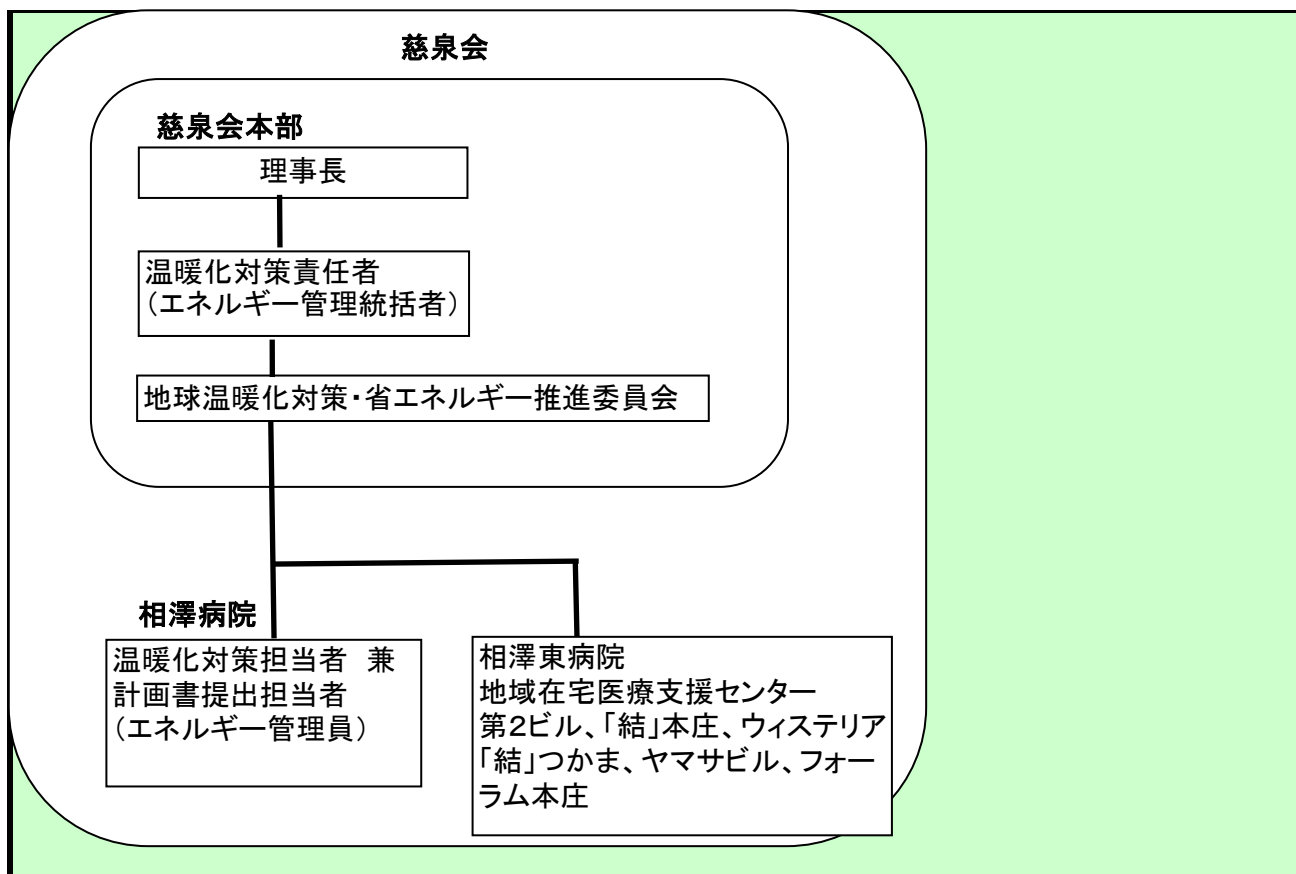 慈泉会
慈泉会本部
理事長
温暖化対策責任者
（エネルギー管理統括者）
地球温暖化対策・省エネルギー推進委員会
相澤病院
温暖化対策担当者　兼
計画書提出担当者
（エネルギー管理員）
相澤東病院
地域在宅医療支援センター
第２ビル、「結」本庄、ウィステリア
「結」つかま、ヤマサビル、フォー
ラム本庄